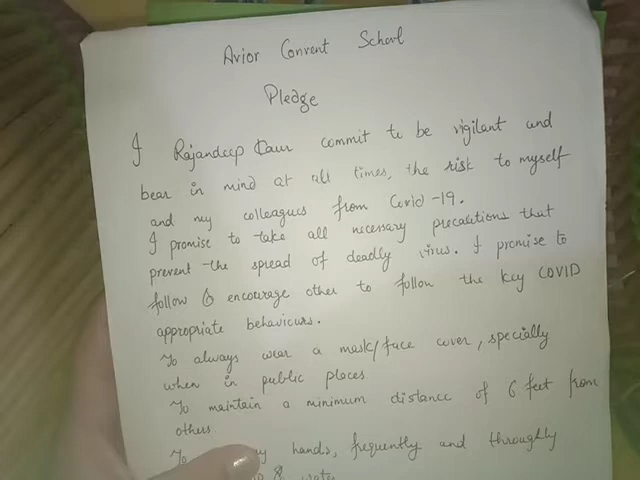 Avior Convent School
Pledge
I Rajandeep Kaur commit to be vigilant and
bear in mind at all times, the risk to myself
and my colleagues from Covid-19.
I promise to take all necessary precautions that
prevent the spread of deadly virus. I promise to
follow & encourage other to follow the key COVID
appropriate behaviours.
To always wear a mask/face cover, specially
when in public places
To maintain a minimum distance of 6 feet from
others.
To hands, frequently and throughly
& water